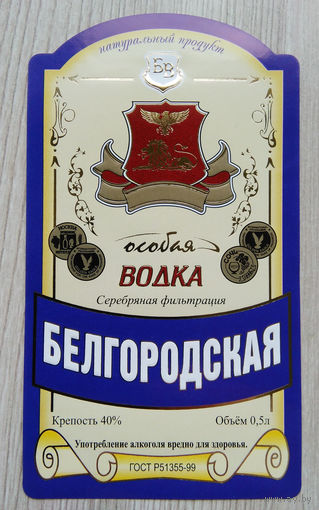 натуральный продукт
БВ
особая
ВОДКА
Серебряная фильтрация
БЕЛГОРОДСКАЯ
Крепость 40%
Объём 0,5л
Употребление алкоголя вредно для здоровья.
ГОСТ Р51355-99